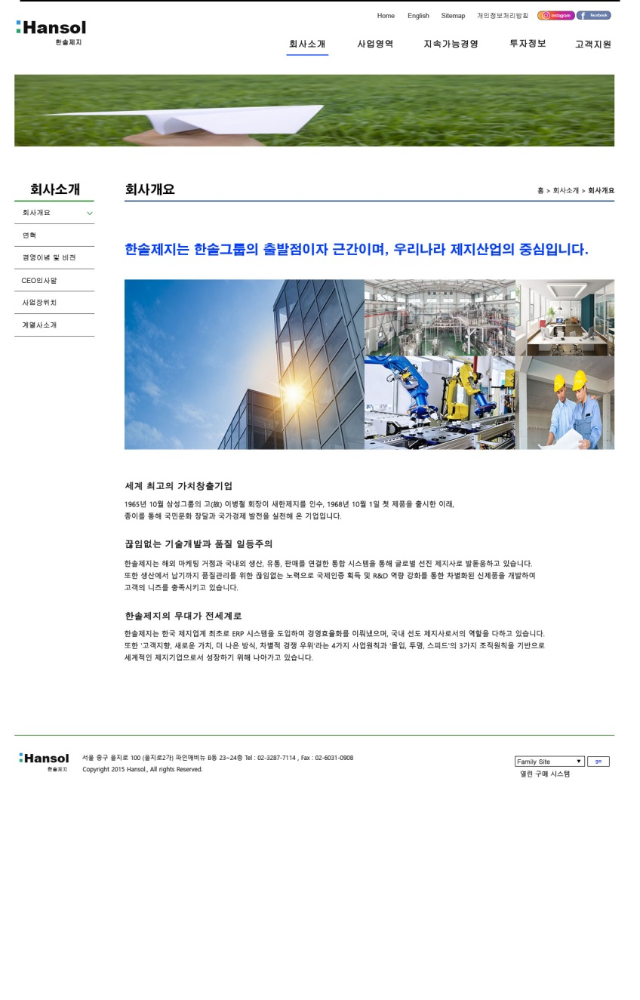 Home English Sitemap 개인정보처리방침 Instagram Facebook
Hansol
한솔제지
회사소개 사업영역 지속가능경영 투자정보 고객지원
회사소개
회사개요
연혁
경영이념 및 비전
CEO인사말
사업장위치
계열사소개
회사개요
홈 > 회사소개 > 회사개요
한솔제지는 한솔그룹의 출발점이자 근간이며, 우리나라 제지산업의 중심입니다.
세계 최고의 가치창출기업
1965년 10월 삼성그룹의 고(故) 이병철 회장이 새한제지를 인수, 1968년 10월 1일 첫 제품을 출시한 이래,
종이를 통해 국민문화 창달과 국가경제 발전을 실천해 온 기업입니다.
끊임없는 기술개발과 품질 일등주의
한솔제지는 해외 마케팅 거점과 국내외 생산, 유통, 판매를 연결한 통합 시스템을 통해 글로벌 선진 제지사로 발돋움하고 있습니다.
또한 생산에서 납기까지 품질관리를 위한 끊임없는 노력으로 국제인증 획득 및 R&D 역량 강화를 통한 차별화된 신제품을 개발하여
고객의 니즈를 충족시키고 있습니다.
한솔제지의 무대가 전세계로
한솔제지는 한국 제지업계 최초로 ERP 시스템을 도입하여 경영효율화를 이뤄냈으며, 국내 선도 제지사로서의 역할을 다하고 있습니다.
또한 '고객지향, 새로운 가치, 더 나은 방식, 차별적 경쟁 우위'라는 4가지 사업원칙과 '몰입, 투명, 스피드'의 3가지 조직원칙을 기반으로
세계적인 제지기업으로서 성장하기 위해 나아가고 있습니다.
Hansol
한솔제지
서울 중구 을지로 100 (을지로2가) 파인애비뉴 B동 23~24층 Tel : 02-3287-7114 , Fax : 02-6031-0908
Copyright 2015 Hansol., All rights Reserved.
Family Site ▼ go
열린 구매 시스템